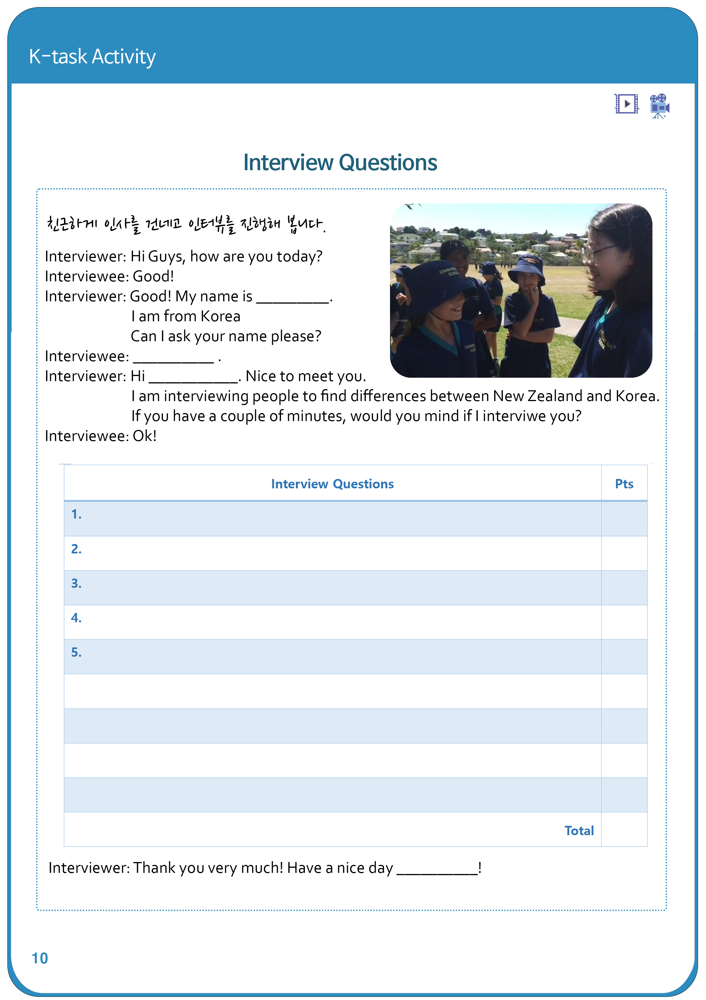 K-task Activity
Interview Questions
친근하게 인사를 건네고 인터뷰를 진행해 봅니다.
Interviewer: Hi Guys, how are you today?
Interviewee: Good!
Interviewer: Good! My name is _________.
I am from Korea
Can I ask your name please?
Interviewee: __________ .
Interviewer: Hi ___________. Nice to meet you.
I am interviewing people to find differences between New Zealand and Korea.
If you have a couple of minutes, would you mind if I interviwe you?
Interviewee: Ok!
Interview Questions Pts
1.
2.
3.
4.
5.
Total
Interviewer: Thank you very much! Have a nice day __________!
10